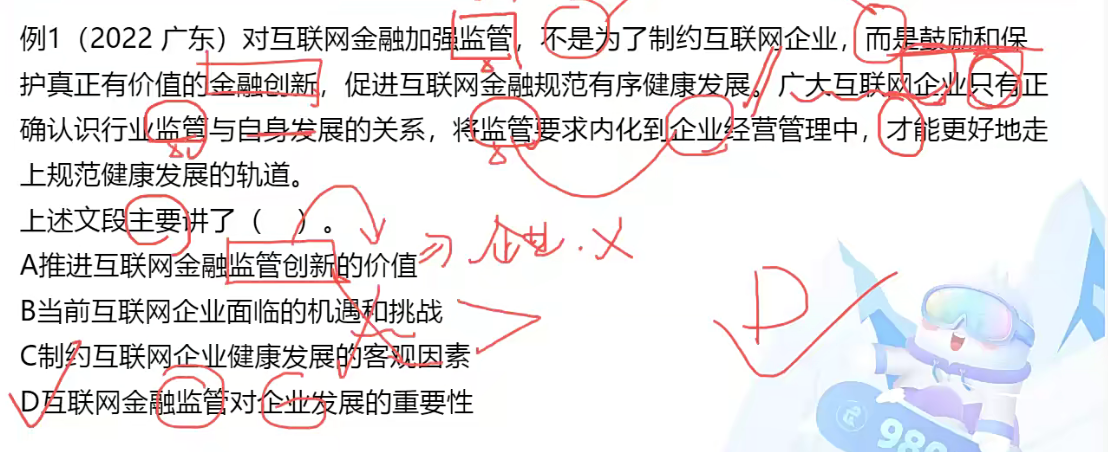 例1（2022 广东）对互联网金融加强监管，不是为了制约互联网企业，而是鼓励和保
护真正有价值的金融创新，促进互联网金融规范有序健康发展。广大互联网企业只有正
确认识行业监管与自身发展的关系，将监管要求内化到企业经营管理中，才能更好地走
上规范健康发展的轨道。
上述文段主要讲了（ ）。
A推进互联网金融监管创新的价值
B当前互联网企业面临的机遇和挑战
C制约互联网企业健康发展的客观因素
D互联网金融监管对企业发展的重要性
D
980